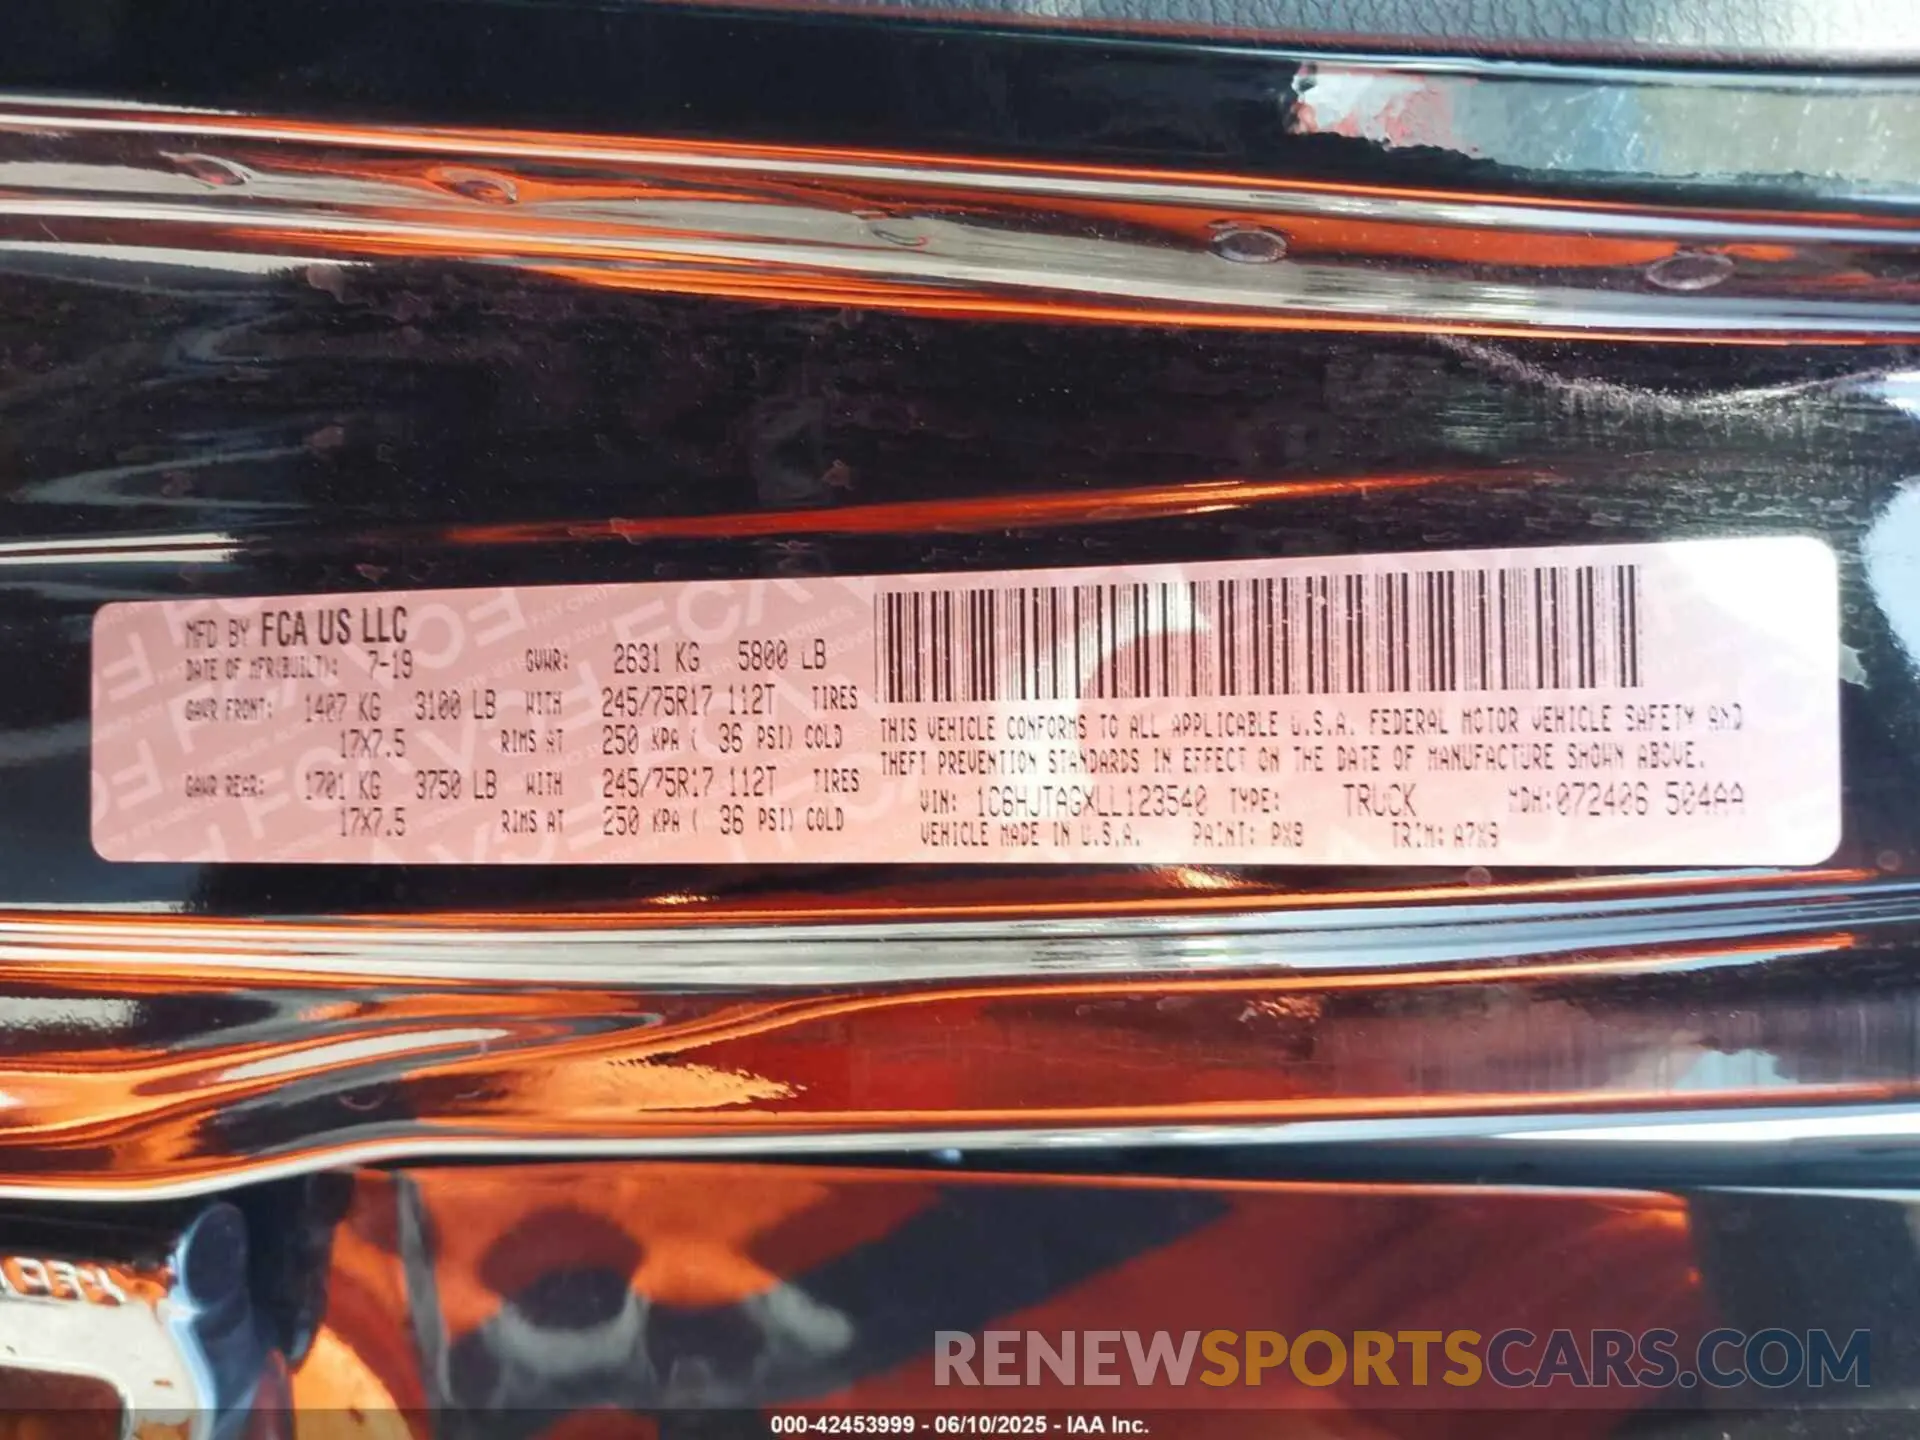 MFD BY FCA US LLC
DATE OF MFR(BUILT): 7-19 GVWR: 2631 KG 5800 LB
GAWR FRONT: 1407 KG 3100 LB WITH 245/75R17 112T TIRES
17X7.5 RIMS AT 250 KPA ( 36 PSI) COLD
GAWR REAR: 1701 KG 3750 LB WITH 245/75R17 112T TIRES
17X7.5 RIMS AT 250 KPA ( 36 PSI) COLD
THIS VEHICLE CONFORMS TO ALL APPLICABLE U.S.A. FEDERAL MOTOR VEHICLE SAFETY AND
THEFT PREVENTION STANDARDS IN EFFECT ON THE DATE OF MANUFACTURE SHOWN ABOVE.
VIN: 1C6HJTAGXLL123540 TYPE: TRUCK MDH:072406 504AA
VEHICLE MADE IN U.S.A. PAINT: PX8 TRIM: A7X9
RENEWSPORTSCARS.COM
000-42453999 - 06/10/2025 - IAA Inc.